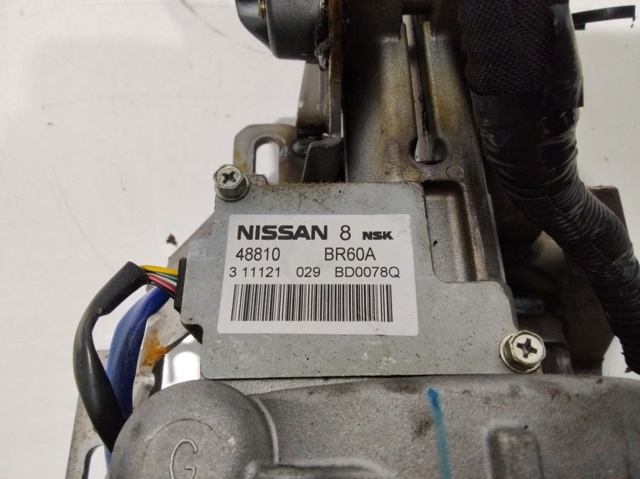 NISSAN 8 NSK
48810 BR60A
3 11121 029 BD0078Q
G